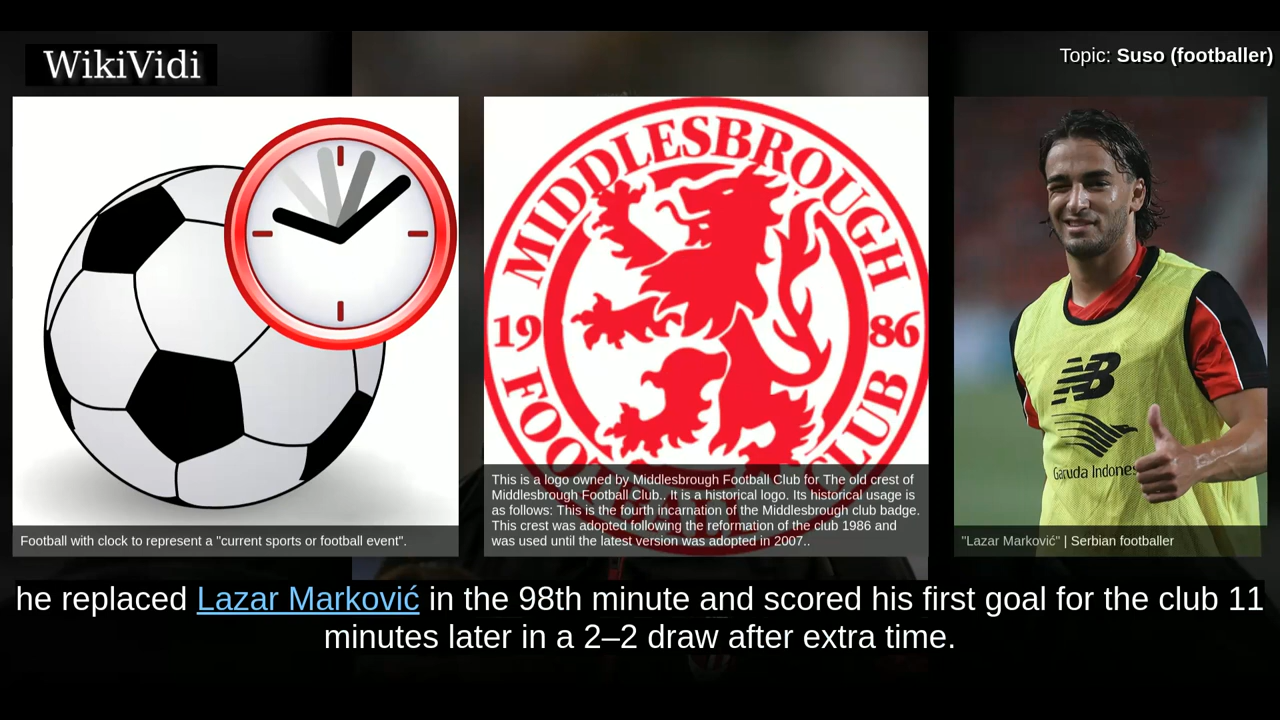 WikiVidi
Topic: Suso (footballer)
MIDDLESBROUGH
19 86
FOO
CLUB
Football with clock to represent a "current sports or football event".
This is a logo owned by Middlesbrough Football Club for The old crest of
Middlesbrough Football Club.. It is a historical logo. Its historical usage is
as follows: This is the fourth incarnation of the Middlesbrough club badge.
This crest was adopted following the reformation of the club 1986 and
was used until the latest version was adopted in 2007..
NB
Garuda Indones
"Lazar Marković" | Serbian footballer
he replaced Lazar Marković in the 98th minute and scored his first goal for the club 11
minutes later in a 2–2 draw after extra time.